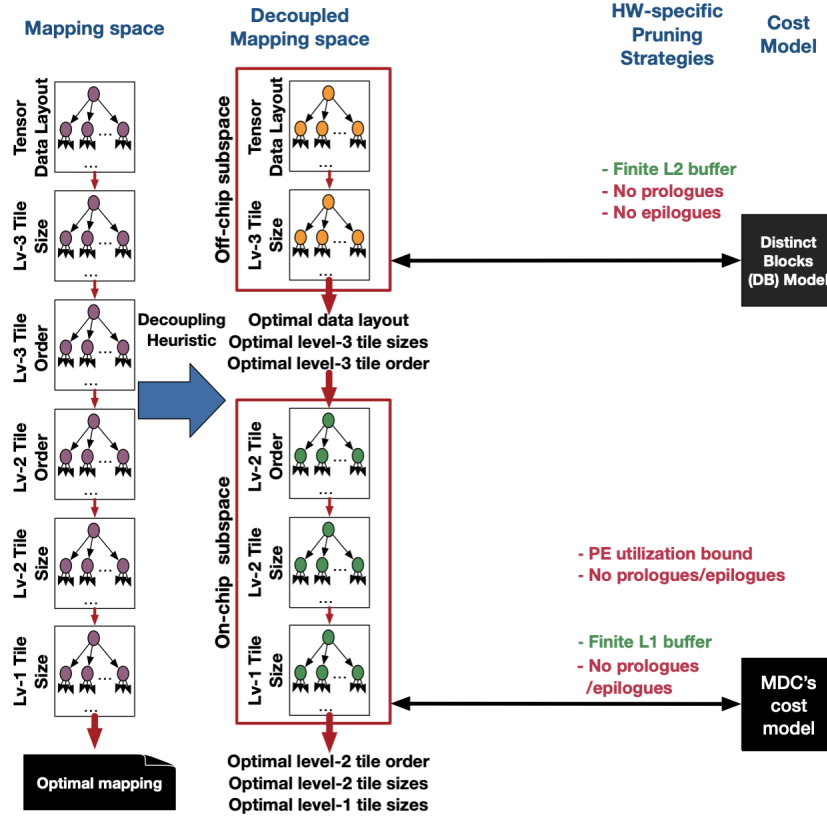 Mapping space
Decoupled
Mapping space
HW-specific
Pruning
Strategies
Cost
Model
Tensor
Data Layout
...
...
Lv-3 Tile
Size
...
...
Lv-3 Tile
Order
...
...
Lv-2 Tile
Order
...
...
Lv-2 Tile
Size
...
...
Lv-1 Tile
Size
...
...
Optimal mapping
Decoupling
Heuristic
Off-chip subspace
Tensor
Data Layout
...
...
Lv-3 Tile
Size
...
...
Optimal data layout
Optimal level-3 tile sizes
Optimal level-3 tile order
On-chip subspace
Lv-2 Tile
Order
...
...
Lv-2 Tile
Size
...
...
Lv-1 Tile
Size
...
...
Optimal level-2 tile order
Optimal level-2 tile sizes
Optimal level-1 tile sizes
- Finite L2 buffer
- No prologues
- No epilogues
Distinct
Blocks
(DB) Model
- PE utilization bound
- No prologues/epilogues
- Finite L1 buffer
- No prologues
/epilogues
MDC's
cost
model